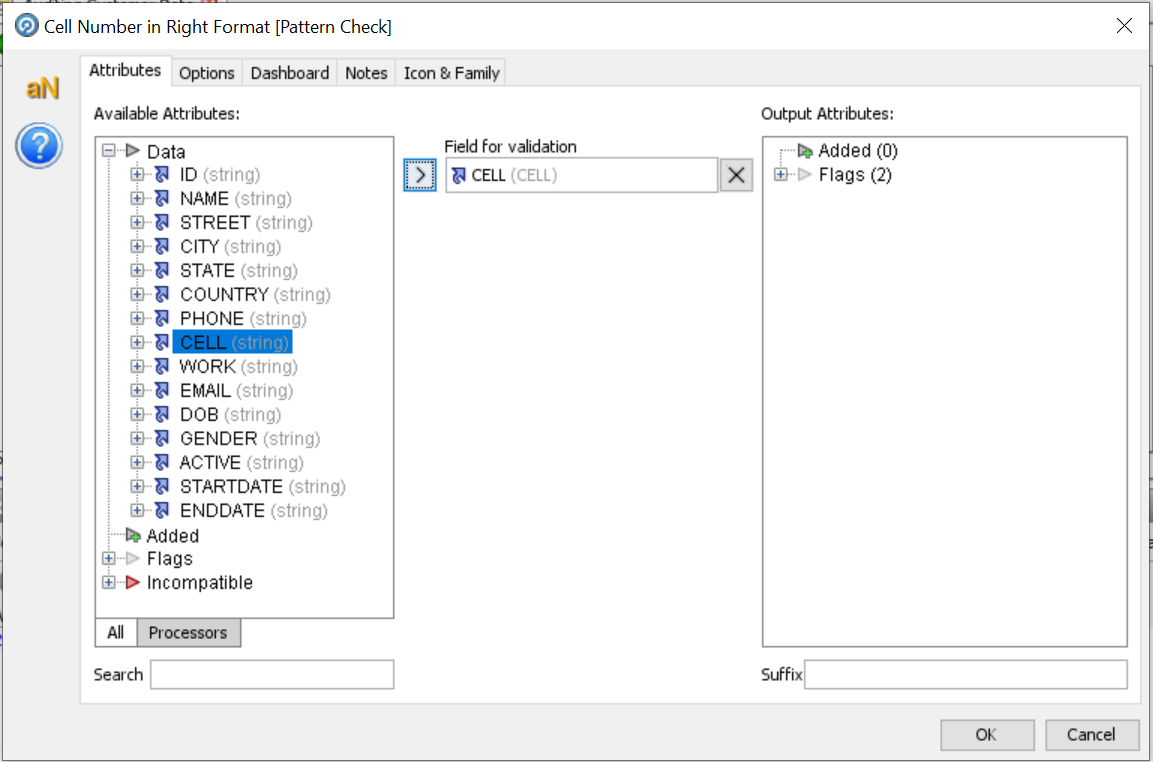 Cell Number in Right Format [Pattern Check]
aN
?
Attributes
Options
Dashboard
Notes
Icon & Family
Available Attributes:
Data
ID (string)
NAME (string)
STREET (string)
CITY (string)
STATE (string)
COUNTRY (string)
PHONE (string)
CELL (string)
WORK (string)
EMAIL (string)
DOB (string)
GENDER (string)
ACTIVE (string)
STARTDATE (string)
ENDDATE (string)
Added
Flags
Incompatible
All
Processors
Search
Field for validation
CELL (CELL)
Output Attributes:
Added (0)
Flags (2)
Suffix
OK
Cancel